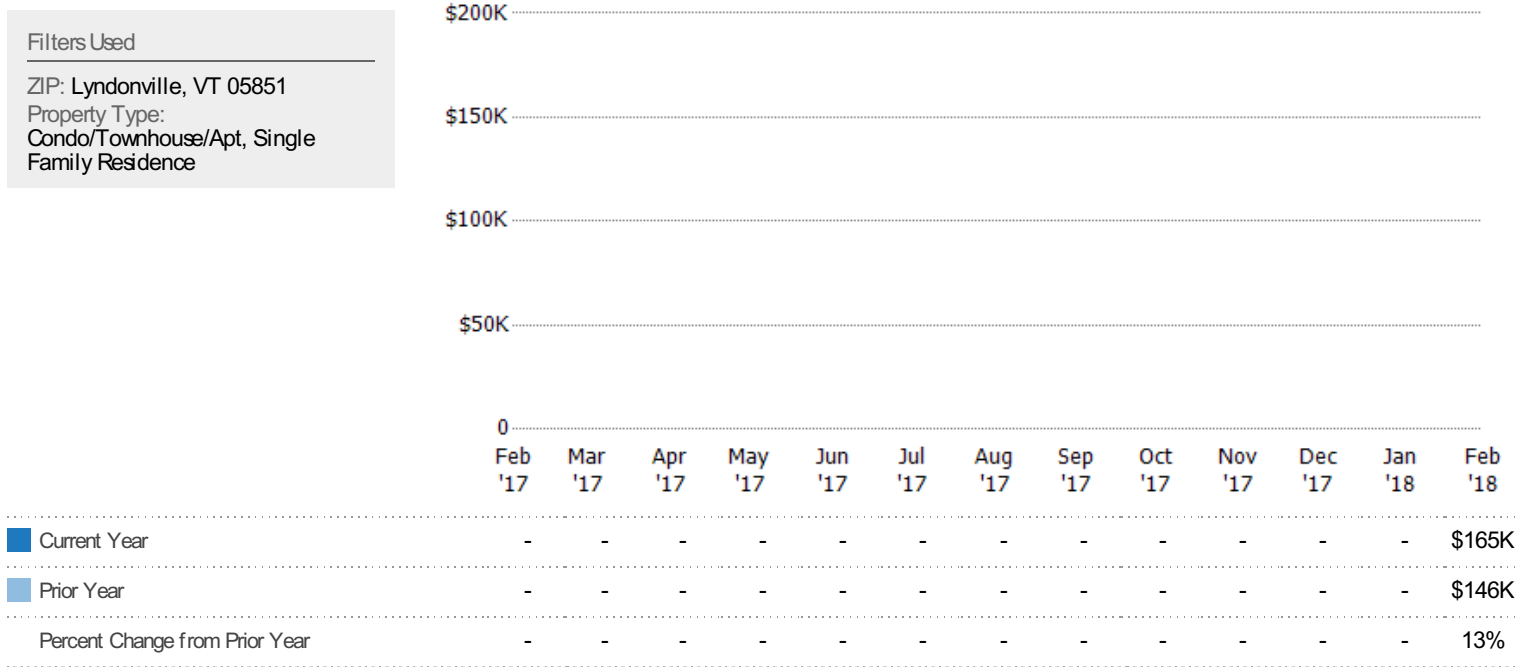 Filters Used
ZIP: Lyndonville, VT 05851
Property Type:
Condo/Townhouse/Apt, Single
Family Residence
$200K
$150K
$100K
$50K
0
Feb Mar Apr May Jun Jul Aug Sep Oct Nov Dec Jan Feb
'17 '17 '17 '17 '17 '17 '17 '17 '17 '17 '17 '18 '18
Current Year - - - - - - - - - - - - $165K
Prior Year - - - - - - - - - - - - $146K
Percent Change from Prior Year - - - - - - - - - - - - 13%